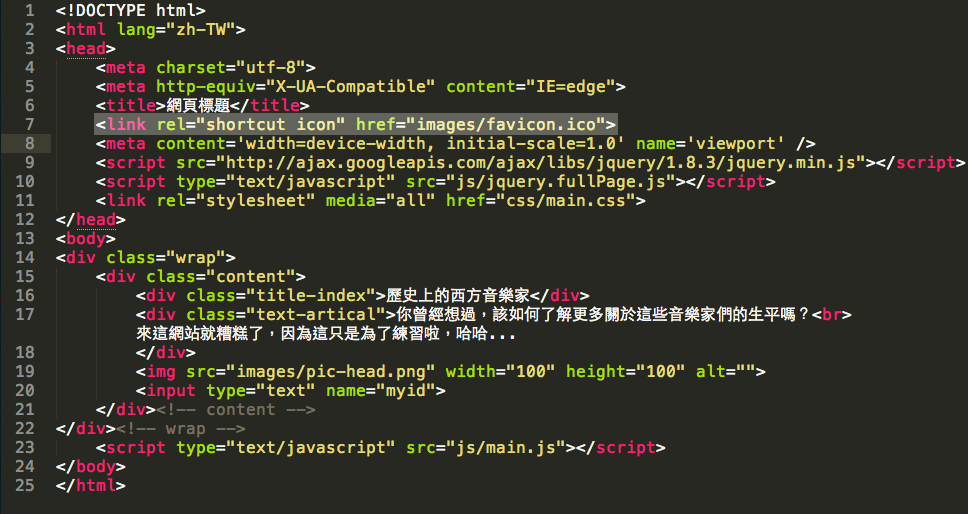 1 <!DOCTYPE html>
2 <html lang="zh-TW">
3 <head>
4 <meta charset="utf-8">
5 <meta http-equiv="X-UA-Compatible" content="IE=edge">
6 <title>網頁標題</title>
7 <link rel="shortcut icon" href="images/favicon.ico">
8 <meta content='width=device-width, initial-scale=1.0' name='viewport' />
9 <script src="http://ajax.googleapis.com/ajax/libs/jquery/1.8.3/jquery.min.js"></script>
10 <script type="text/javascript" src="js/jquery.fullPage.js"></script>
11 <link rel="stylesheet" media="all" href="css/main.css">
12 </head>
13 <body>
14 <div class="wrap">
15 <div class="content">
16 <div class="title-index">歷史上的西方音樂家</div>
17 <div class="text-artical">你曾經想過，該如何了解更多關於這些音樂家們的生平嗎？<br>
來這網站就糟糕了，因為這只是為了練習啦，哈哈...
18 </div>
19 <img src="images/pic-head.png" width="100" height="100" alt="">
20 <input type="text" name="myid">
21 </div><!-- content -->
22 </div><!-- wrap -->
23 <script type="text/javascript" src="js/main.js"></script>
24 </body>
25 </html>